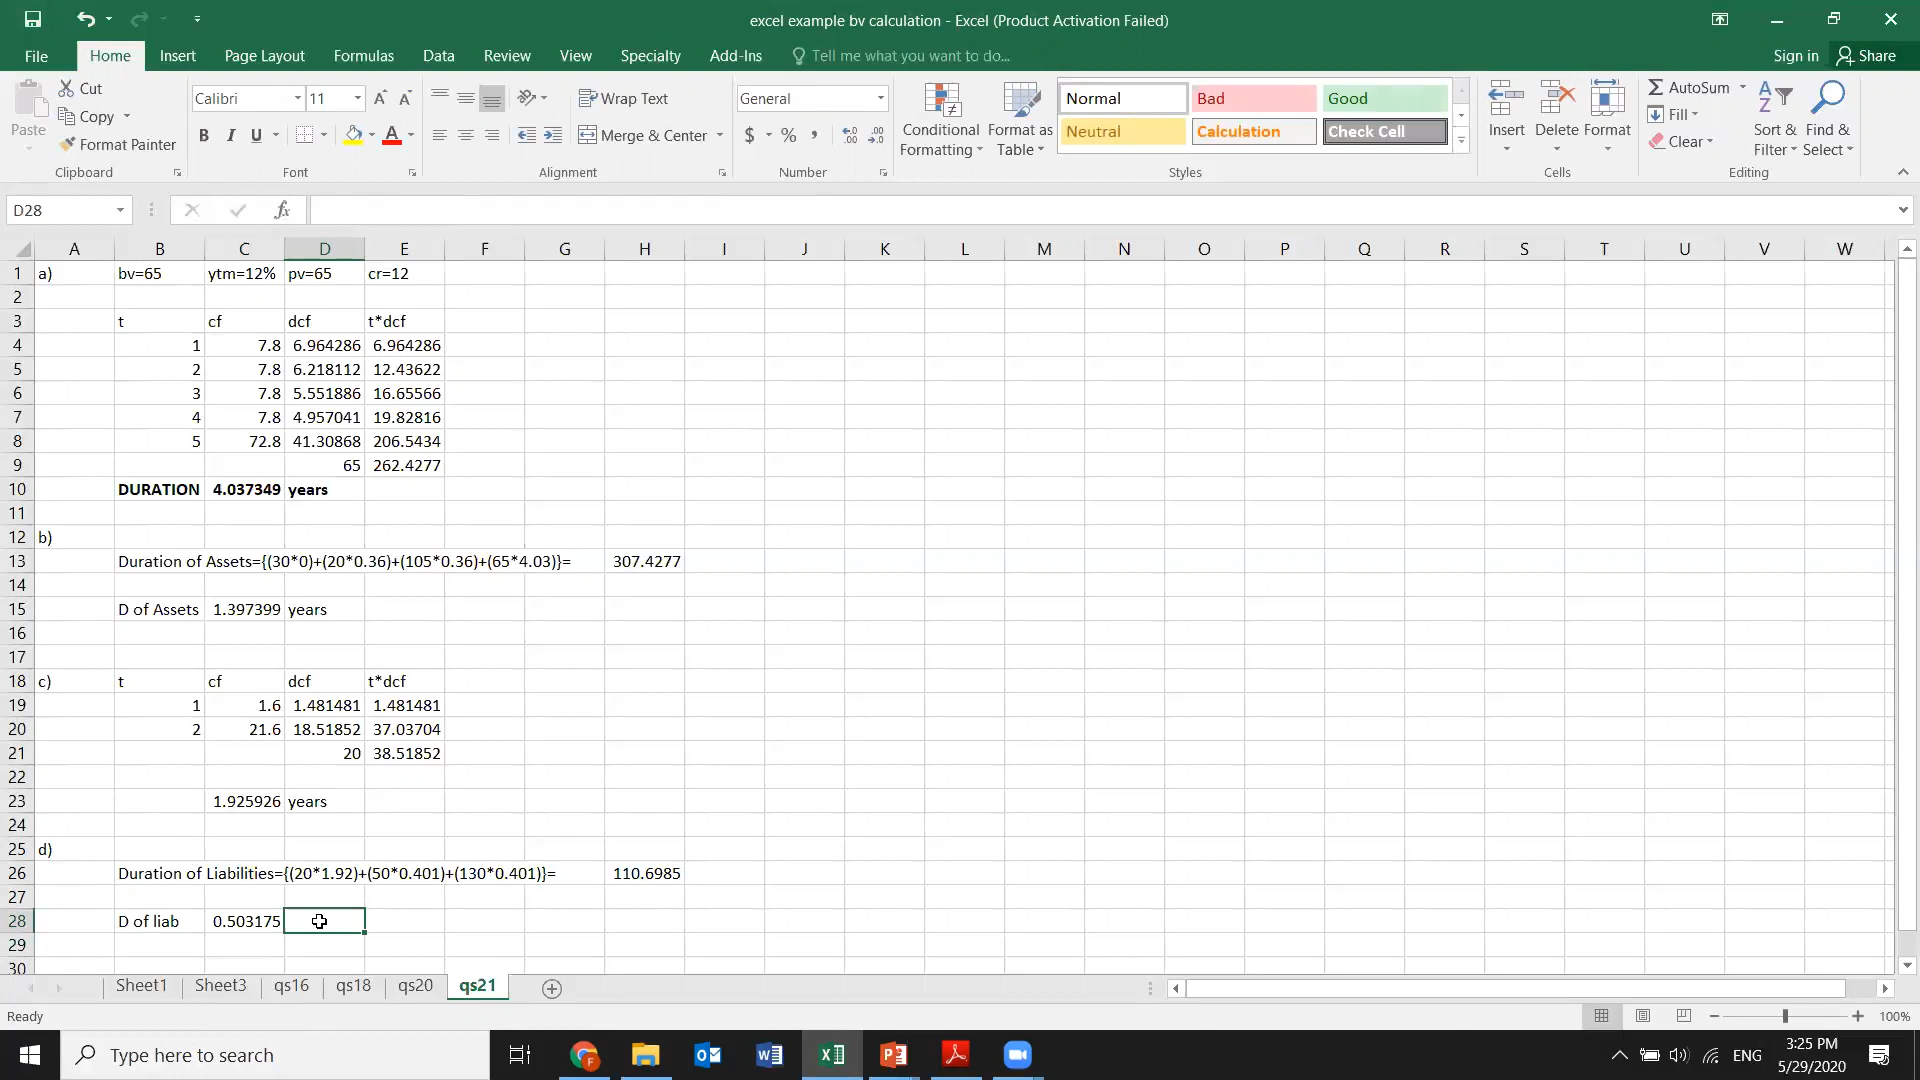 excel example bv calculation - Excel (Product Activation Failed)
File Home Insert Page Layout Formulas Data Review View Specialty Add-Ins Tell me what you want to do... Sign in Share
Paste Cut Copy Format Painter Clipboard
Calibri 11 A A B I U A Font
Wrap Text Merge & Center Alignment
General $ % , Number
Conditional Formatting Format as Table
Normal Bad Good
Neutral Calculation Check Cell
Styles
Insert Delete Format Cells
AutoSum Fill Clear Sort & Filter Find & Select Editing
D28 fx
A B C D E F G H I J K L M N O P Q R S T U V W
1 a) bv=65 ytm=12% pv=65 cr=12
2
3 t cf dcf t*dcf
4 1 7.8 6.964286 6.964286
5 2 7.8 6.218112 12.43622
6 3 7.8 5.551886 16.65566
7 4 7.8 4.957041 19.82816
8 5 72.8 41.30868 206.5434
9 65 262.4277
10 DURATION 4.037349 years
11
12 b)
13 Duration of Assets={(30*0)+(20*0.36)+(105*0.36)+(65*4.03)}= 307.4277
14
15 D of Assets 1.397399 years
16
17
18 c) t cf dcf t*dcf
19 1 1.6 1.481481 1.481481
20 2 21.6 18.51852 37.03704
21 20 38.51852
22
23 1.925926 years
24
25 d)
26 Duration of Liabilities={(20*1.92)+(50*0.401)+(130*0.401)}= 110.6985
27
28 D of liab 0.503175
29
30
Sheet1 Sheet3 qs16 qs18 qs20 qs21
Ready 100%
Type here to search ENG 3:25 PM
5/29/2020